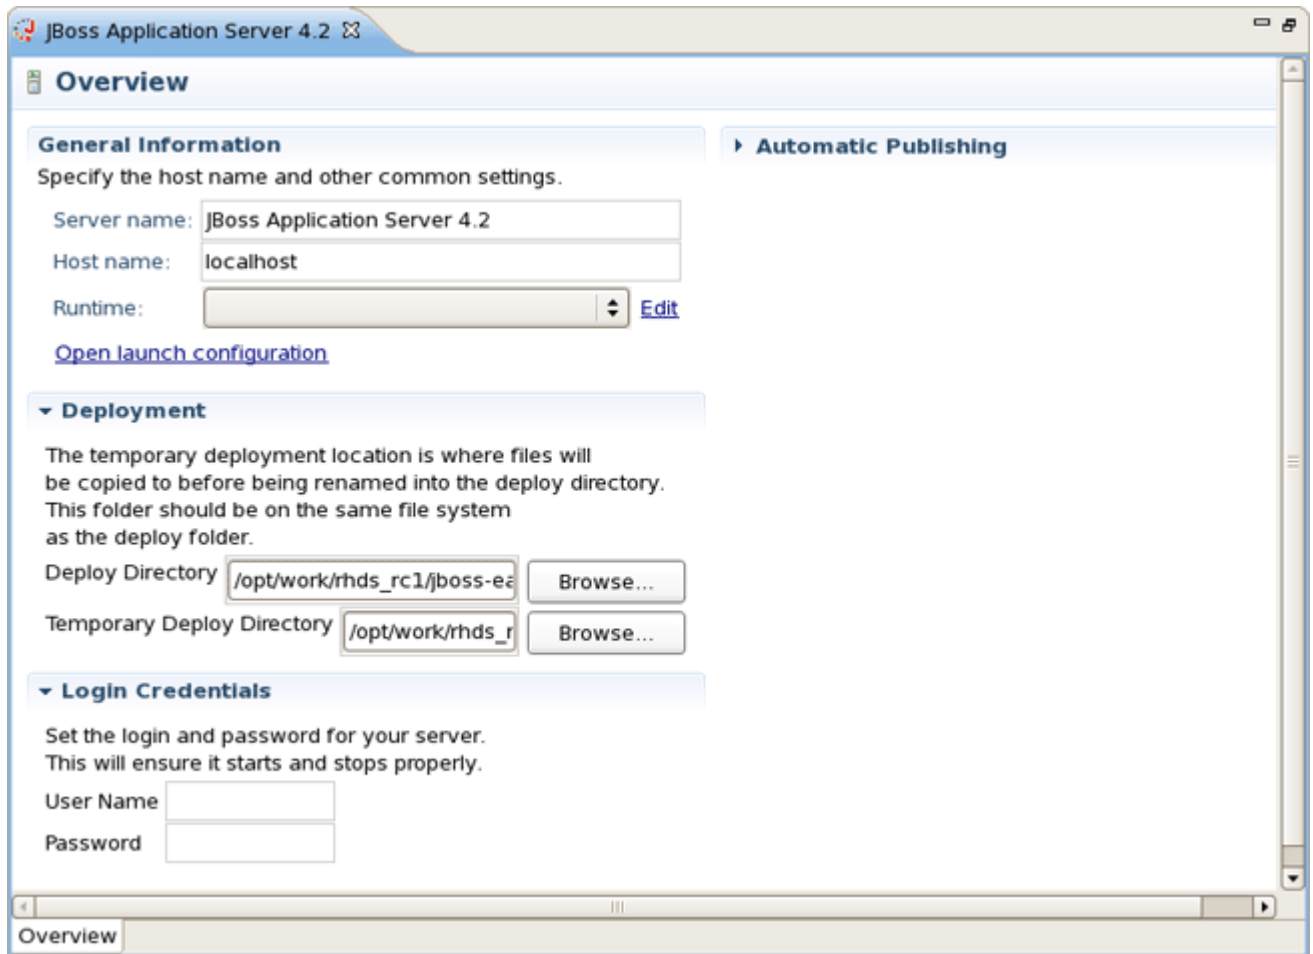 JBoss Application Server 4.2
Overview
General Information
Specify the host name and other common settings.
Server name: JBoss Application Server 4.2
Host name: localhost
Runtime: Edit
Open launch configuration
Automatic Publishing
Deployment
The temporary deployment location is where files will
be copied to before being renamed into the deploy directory.
This folder should be on the same file system
as the deploy folder.
Deploy Directory /opt/work/rhds_rc1/jboss-ea Browse...
Temporary Deploy Directory /opt/work/rhds_r Browse...
Login Credentials
Set the login and password for your server.
This will ensure it starts and stops properly.
User Name
Password
Overview